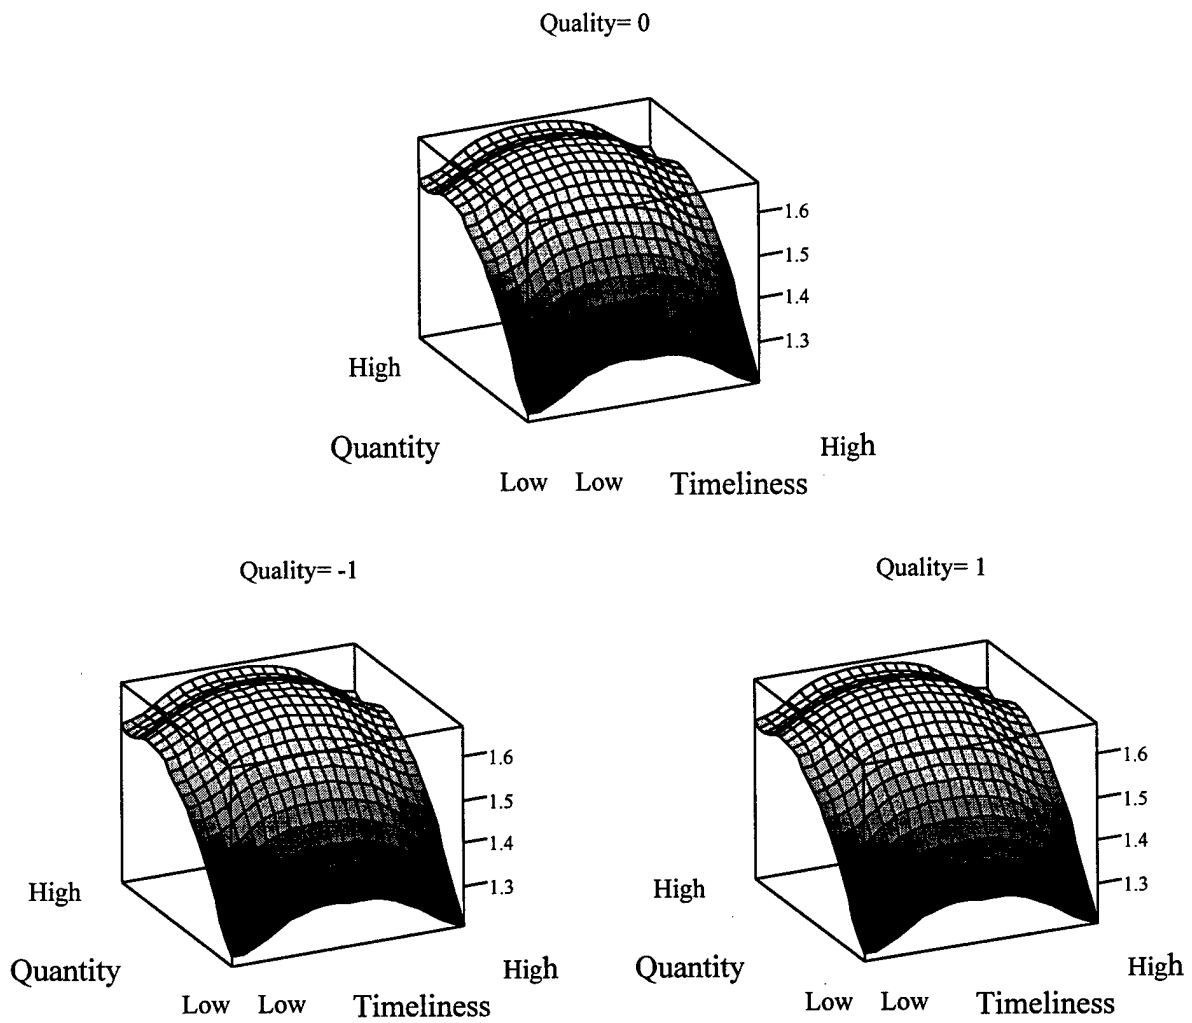 Quality= 0
1.6
1.5
1.4
1.3
High
Quantity
High
Low Low Timeliness
Quality= -1
1.6
1.5
1.4
1.3
High
Quantity
High
Low Low Timeliness
Quality= 1
1.6
1.5
1.4
1.3
High
Quantity
High
Low Low Timeliness